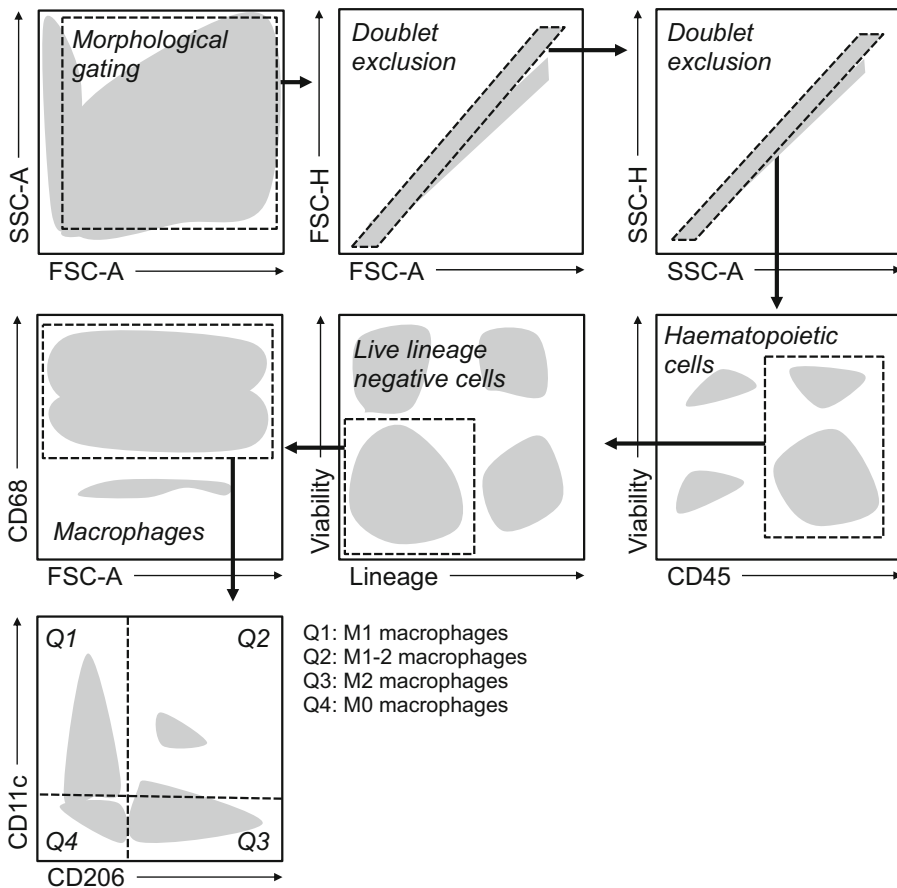 Morphological
gating
SSC-A
FSC-A
Doublet
exclusion
FSC-H
FSC-A
Doublet
exclusion
SSC-H
SSC-A
Macrophages
CD68
FSC-A
Live lineage
negative cells
Viability
Lineage
Haematopoietic
cells
Viability
CD45
Q1
Q2
Q4
Q3
CD11c
CD206
Q1: M1 macrophages
Q2: M1-2 macrophages
Q3: M2 macrophages
Q4: M0 macrophages